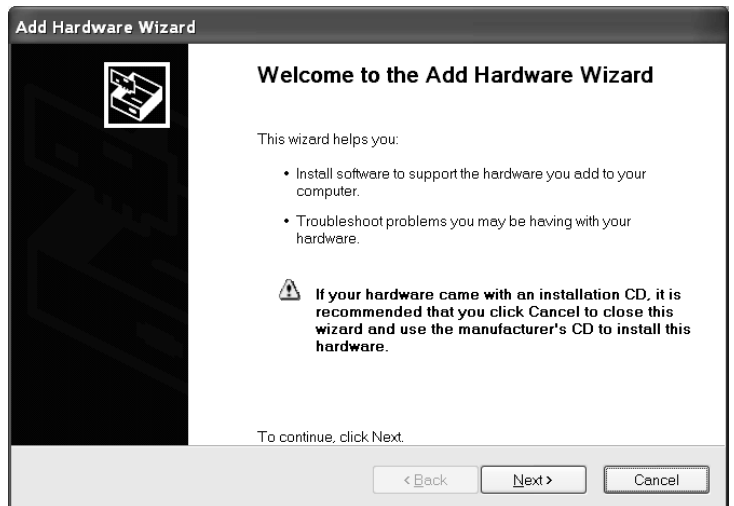 Add Hardware Wizard
Welcome to the Add Hardware Wizard
This wizard helps you:
• Install software to support the hardware you add to your
computer.
• Troubleshoot problems you may be having with your
hardware.
If your hardware came with an installation CD, it is
recommended that you click Cancel to close this
wizard and use the manufacturer's CD to install this
hardware.
To continue, click Next.
< Back Next > Cancel